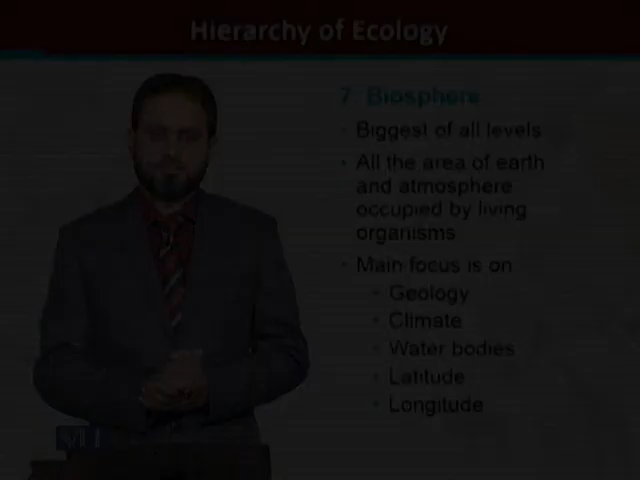 Hierarchy of Ecology
7 Biosphere
Biggest of all levels
All the area of earth
and atmosphere
occupied by living
organisms
Main focus is on
Geology
Climate
Water bodies
Latitude
Longitude